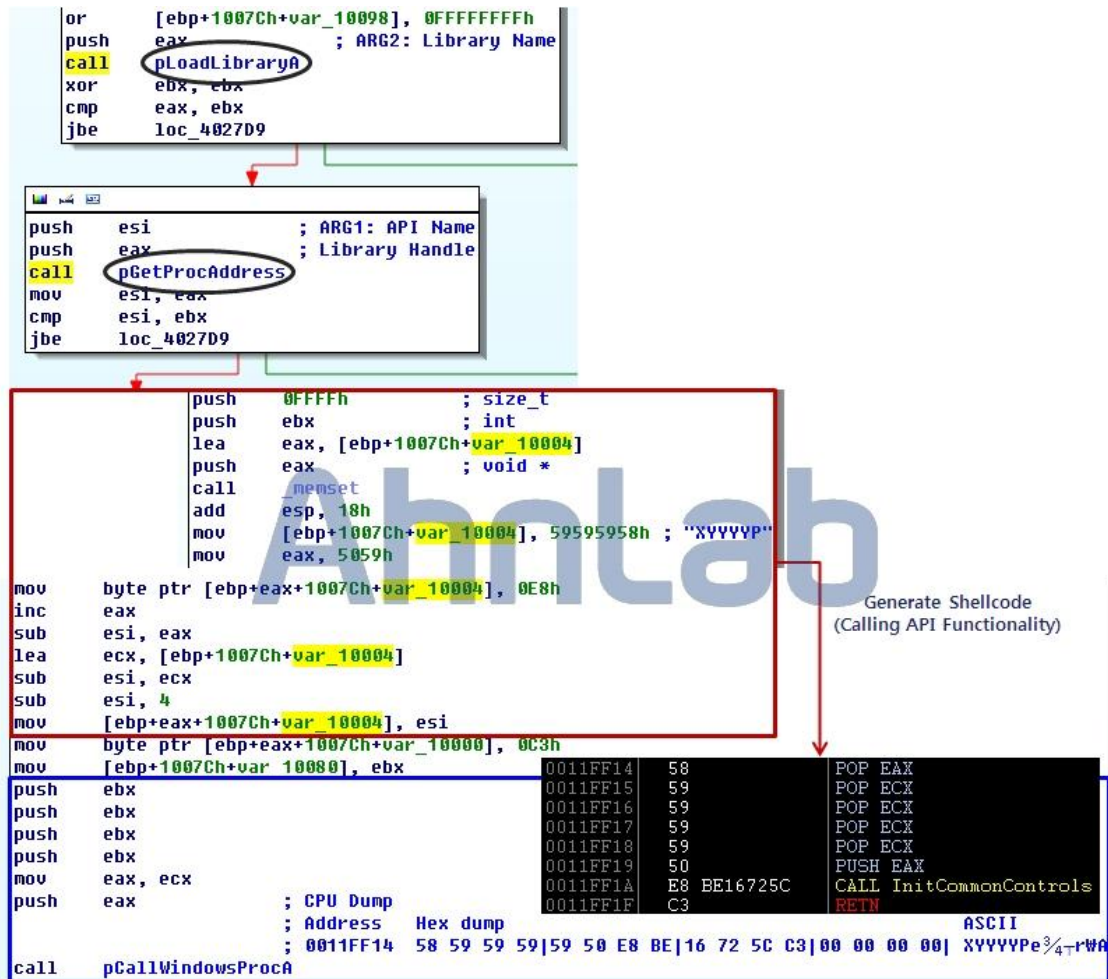 or [ebp+1007Ch+var_10098], 0FFFFFFFFh
push eax ; ARG2: Library Name
call pLoadLibraryA
xor ebx, ebx
cmp eax, ebx
jbe loc_4027D9
push esi ; ARG1: API Name
push eax ; Library Handle
call pGetProcAddress
mov esi, eax
cmp esi, ebx
jbe loc_4027D9
push 0FFFFh ; size_t
push ebx ; int
lea eax, [ebp+1007Ch+var_10004]
push eax ; void *
call _memset
add esp, 18h
mov [ebp+1007Ch+var_10004], 59595958h ; "XYYYYP"
mov eax, 5059h
mov byte ptr [ebp+eax+1007Ch+var_10004], 0E8h
inc eax
sub esi, eax
lea ecx, [ebp+1007Ch+var_10004]
sub esi, ecx
sub esi, 4
mov [ebp+eax+1007Ch+var_10004], esi
mov byte ptr [ebp+eax+1007Ch+var_10000], 0C3h
mov [ebp+1007Ch+var_10080], ebx
AhnLab
Generate Shellcode
(Calling API Functionality)
push ebx
push ebx
push ebx
push ebx
mov eax, ecx
push eax ; CPU Dump
; Address Hex dump ASCII
; 0011FF14 58 59 59 59|59 50 E8 BE|16 72 5C C3|00 00 00 00| XYYYYPe¾┬rWA
call pCallWindowsProcA
0011FF14 58 POP EAX
0011FF15 59 POP ECX
0011FF16 59 POP ECX
0011FF17 59 POP ECX
0011FF18 59 POP ECX
0011FF19 50 PUSH EAX
0011FF1A E8 BE16725C CALL InitCommonControls
0011FF1F C3 RETN